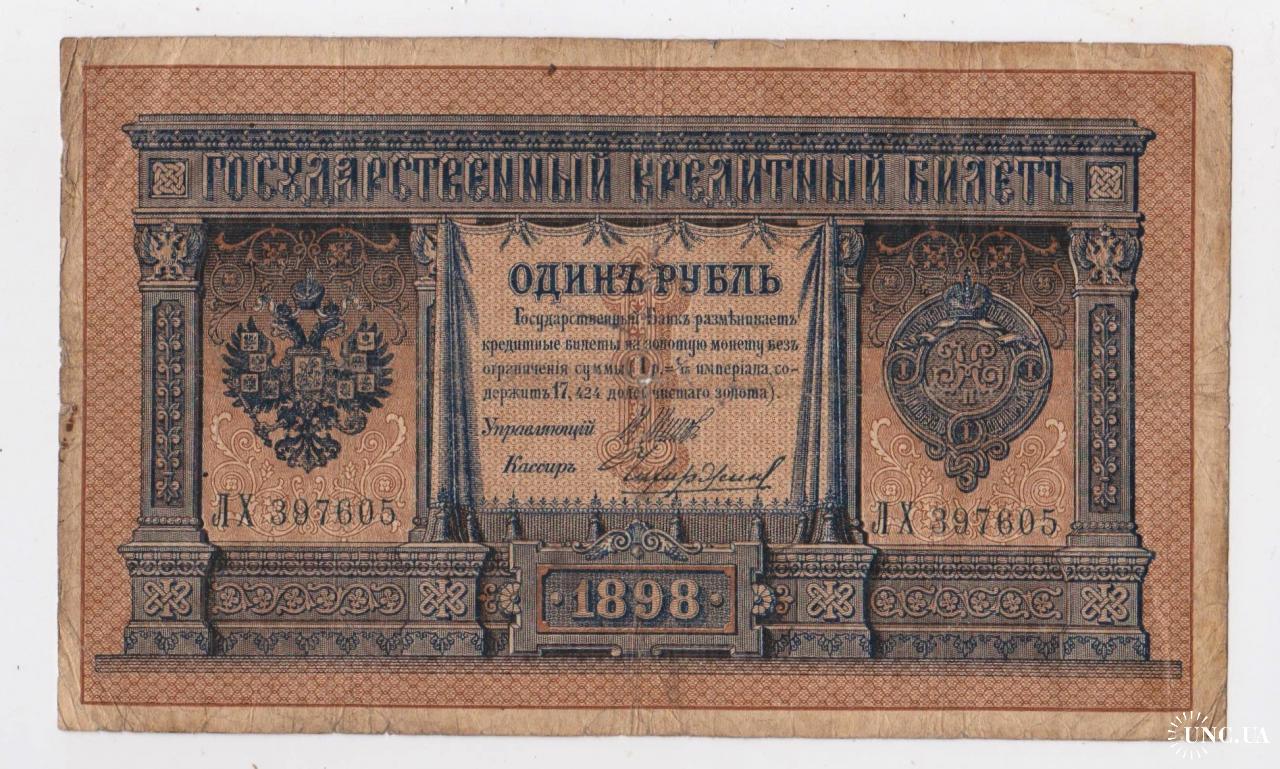 ГОСУДАРСТВЕННЫЙ КРЕДИТНЫЙ БИЛЕТЪ
ОДИНЪ РУБЛЬ
Государственный Банкъ размѣниваетъ
кредитные билеты на золотую монету безъ
ограниченія суммы (1 р. = 1/15 имперіала, со-
держитъ 17, 424 долей чистаго золота).
Управляющій
Кассиръ
ЛХ 397605
ЛХ 397605
1898
UNC.UA